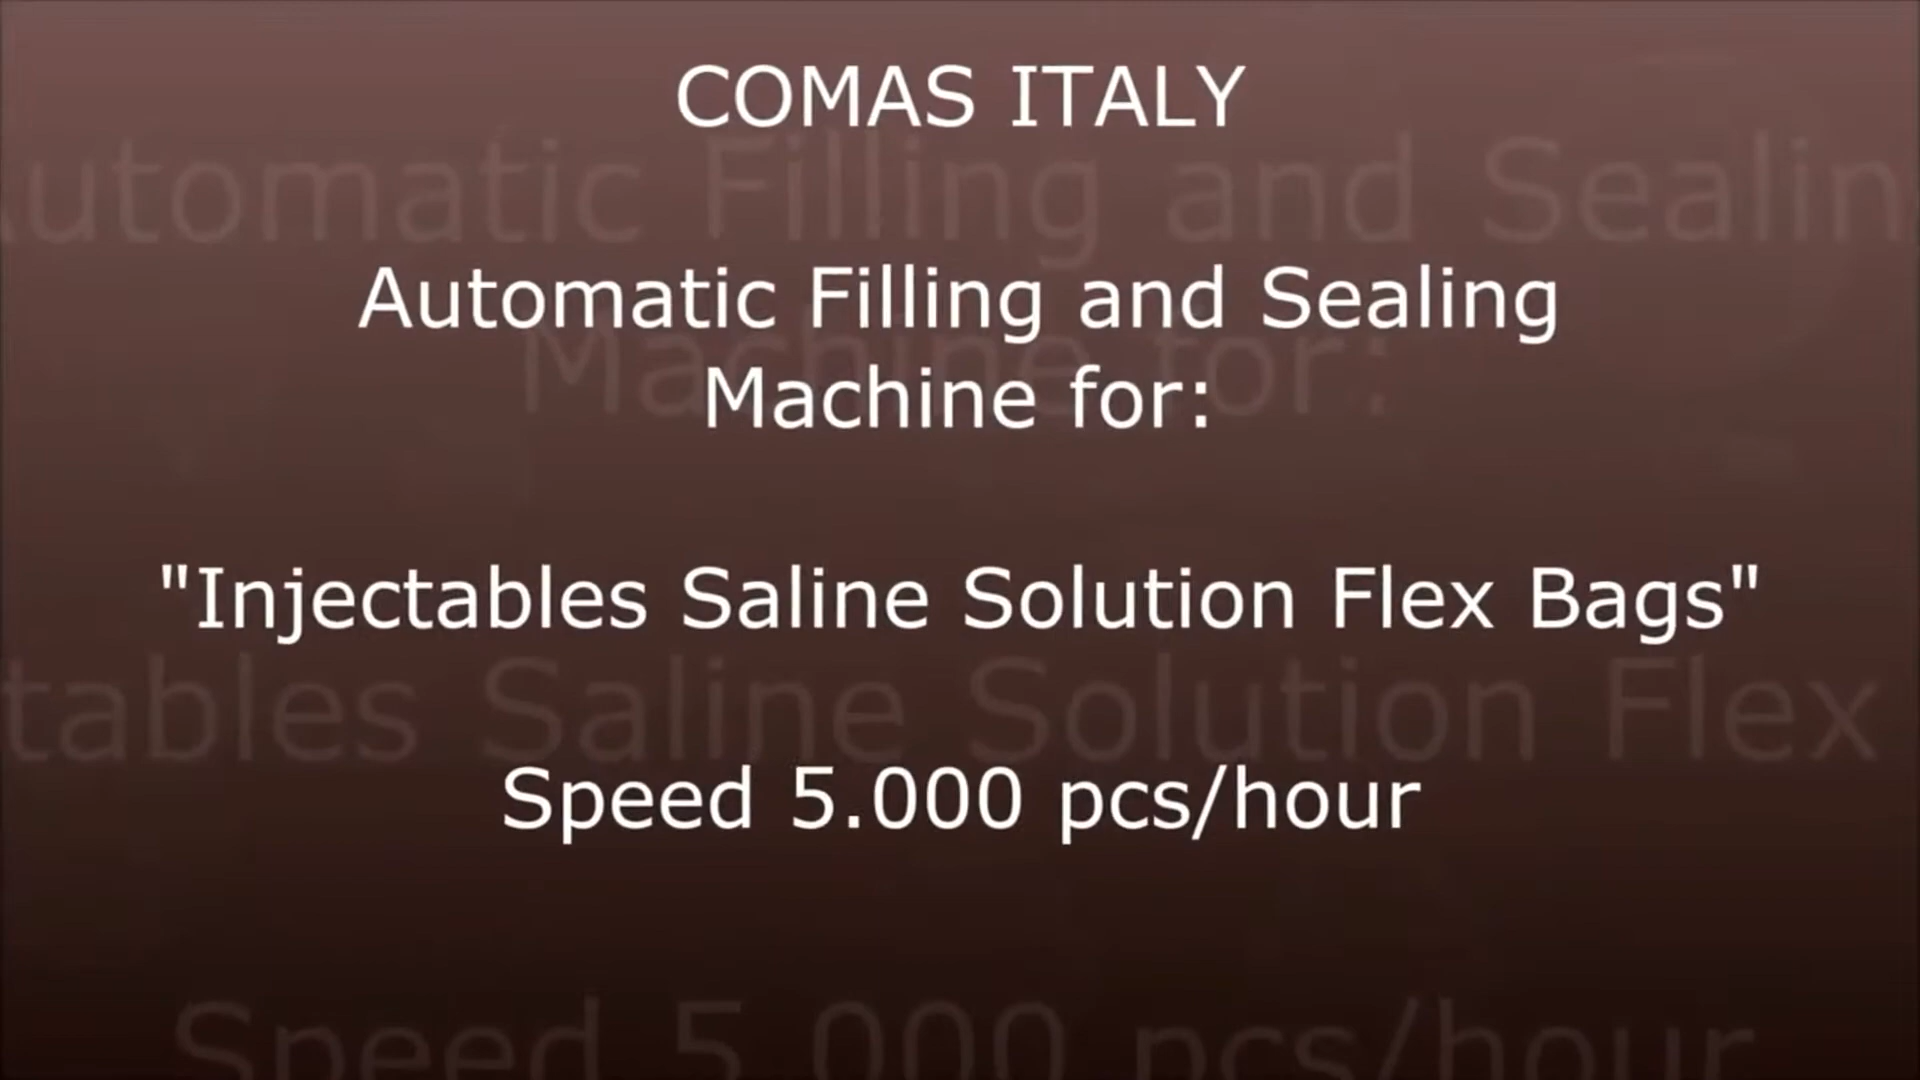 COMAS ITALY
Automatic Filling and Sealing
Machine for:
"Injectables Saline Solution Flex Bags"
Speed 5.000 pcs/hour